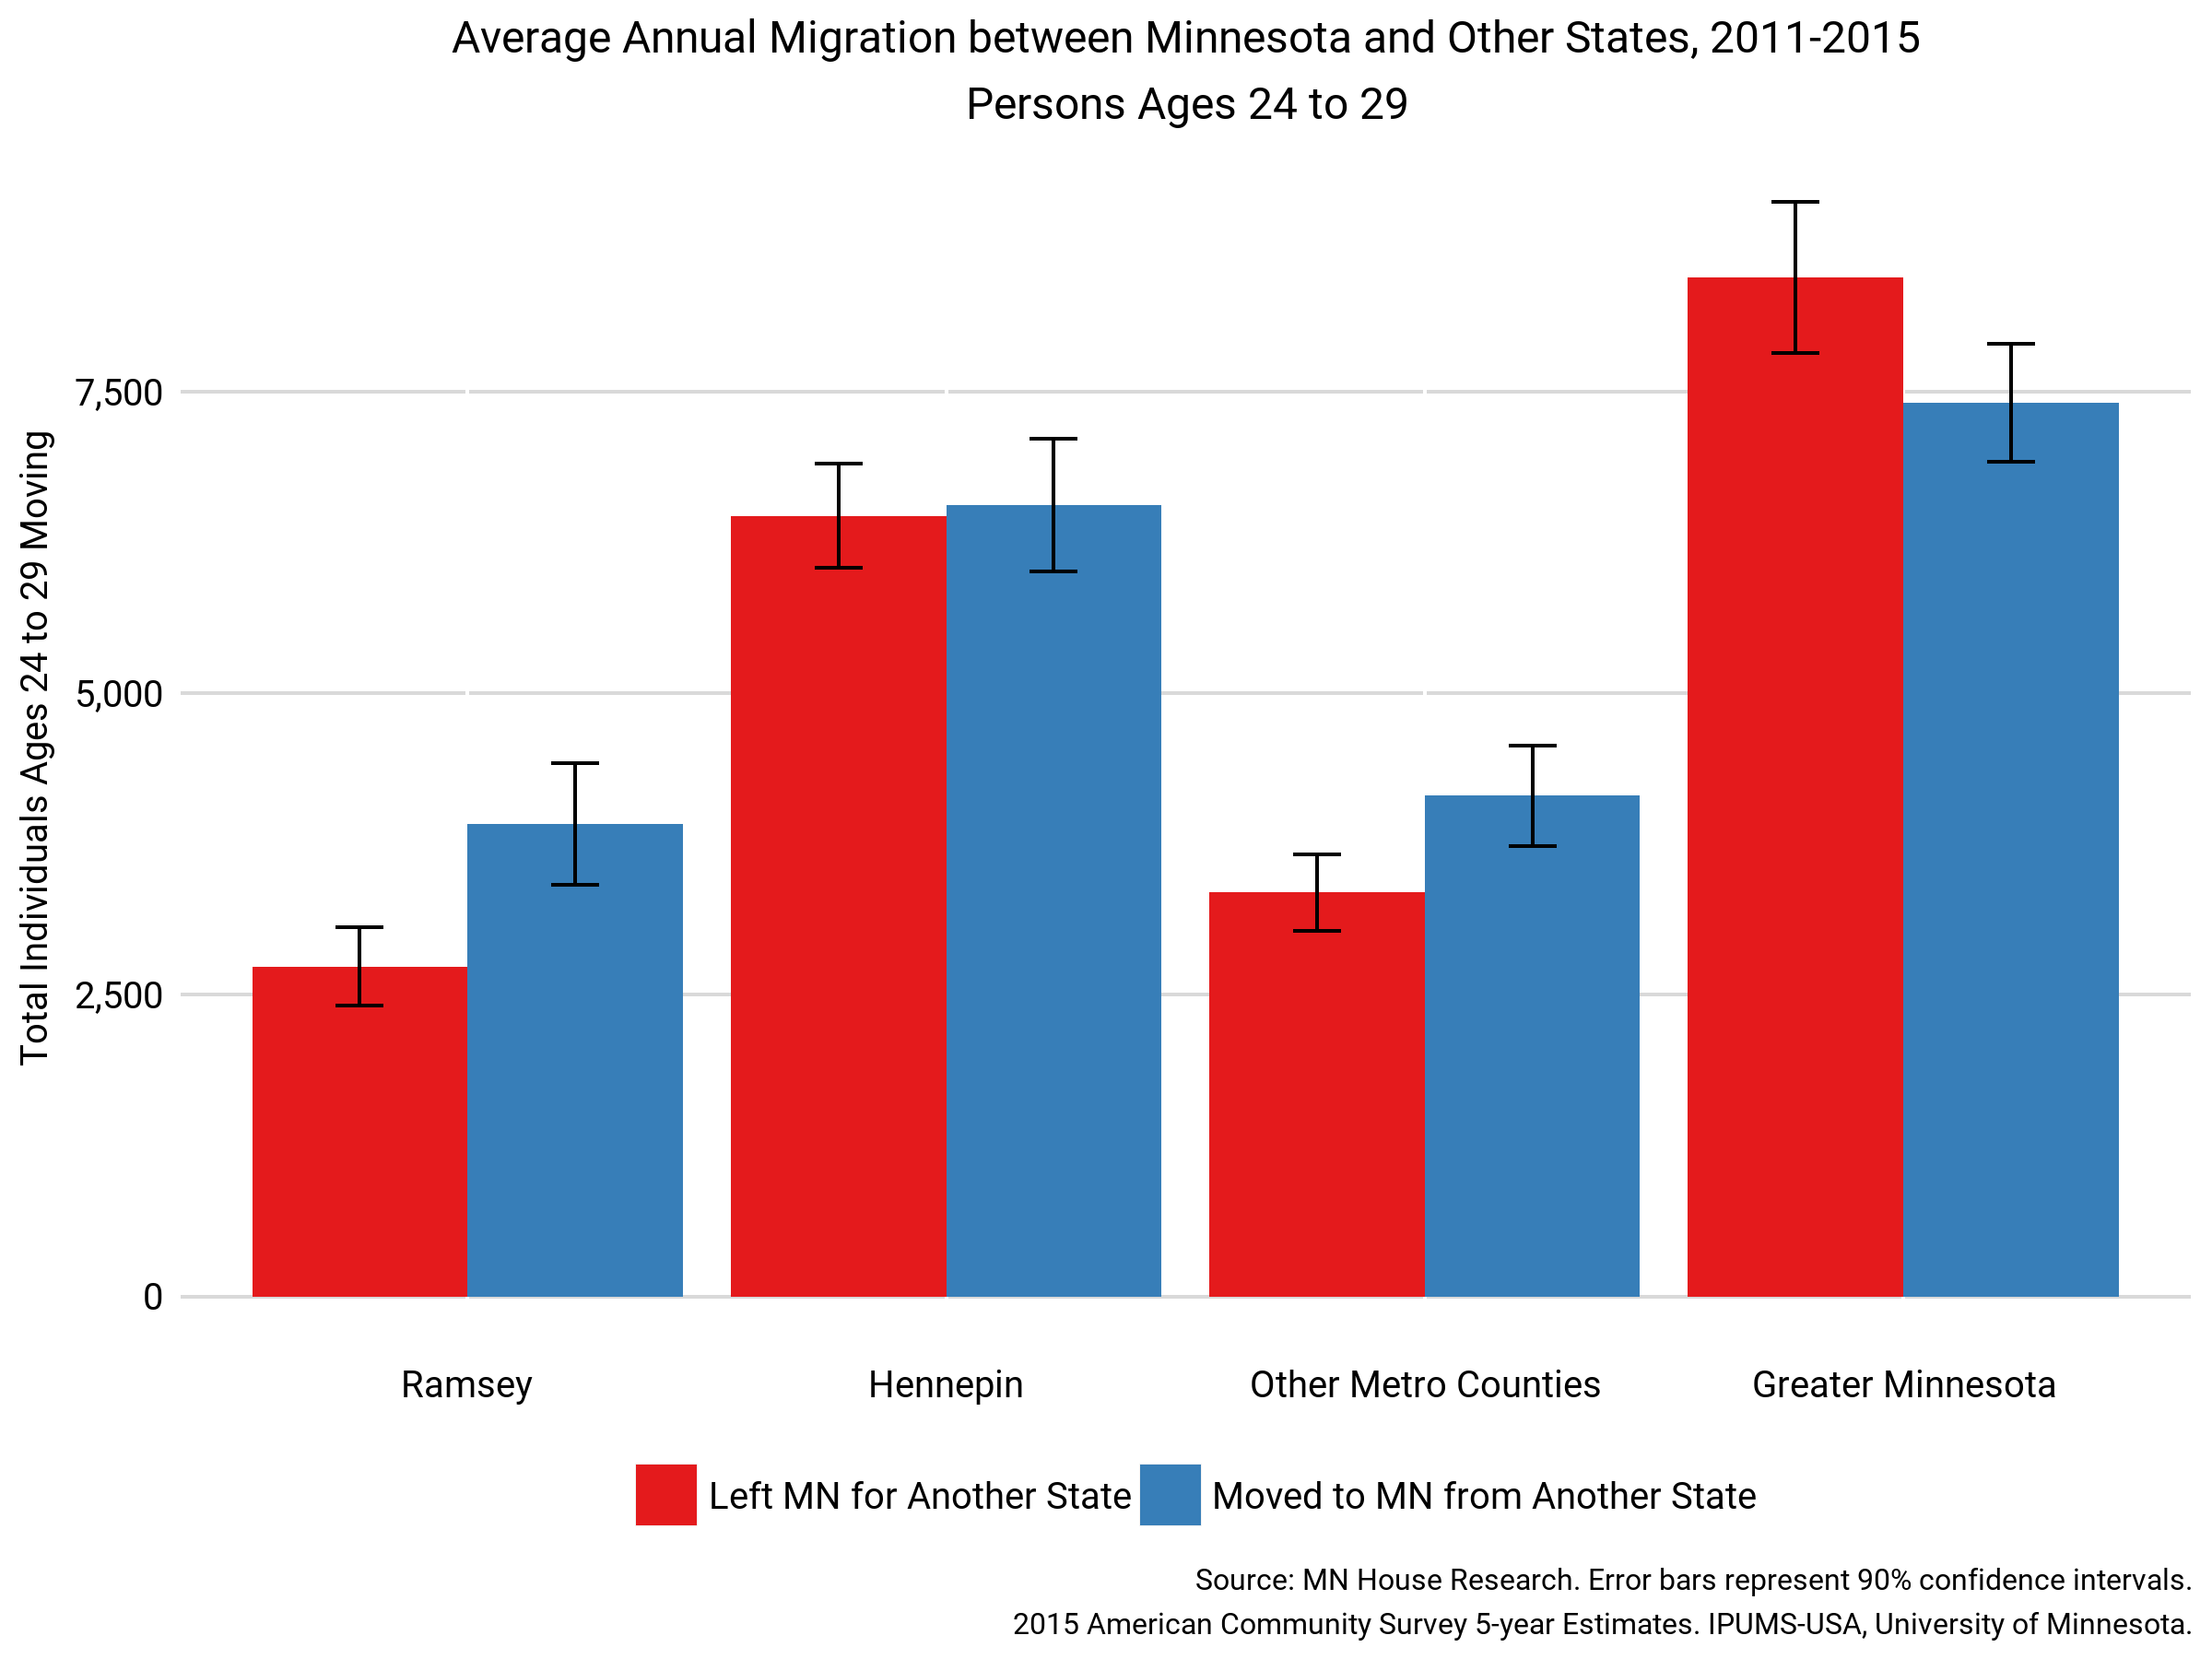 Average Annual Migration between Minnesota and Other States, 2011-2015
Persons Ages 24 to 29
Total Individuals Ages 24 to 29 Moving
7,500
5,000
2,500
0
Ramsey
Hennepin
Other Metro Counties
Greater Minnesota
Left MN for Another State
Moved to MN from Another State
Source: MN House Research. Error bars represent 90% confidence intervals.
2015 American Community Survey 5-year Estimates. IPUMS-USA, University of Minnesota.